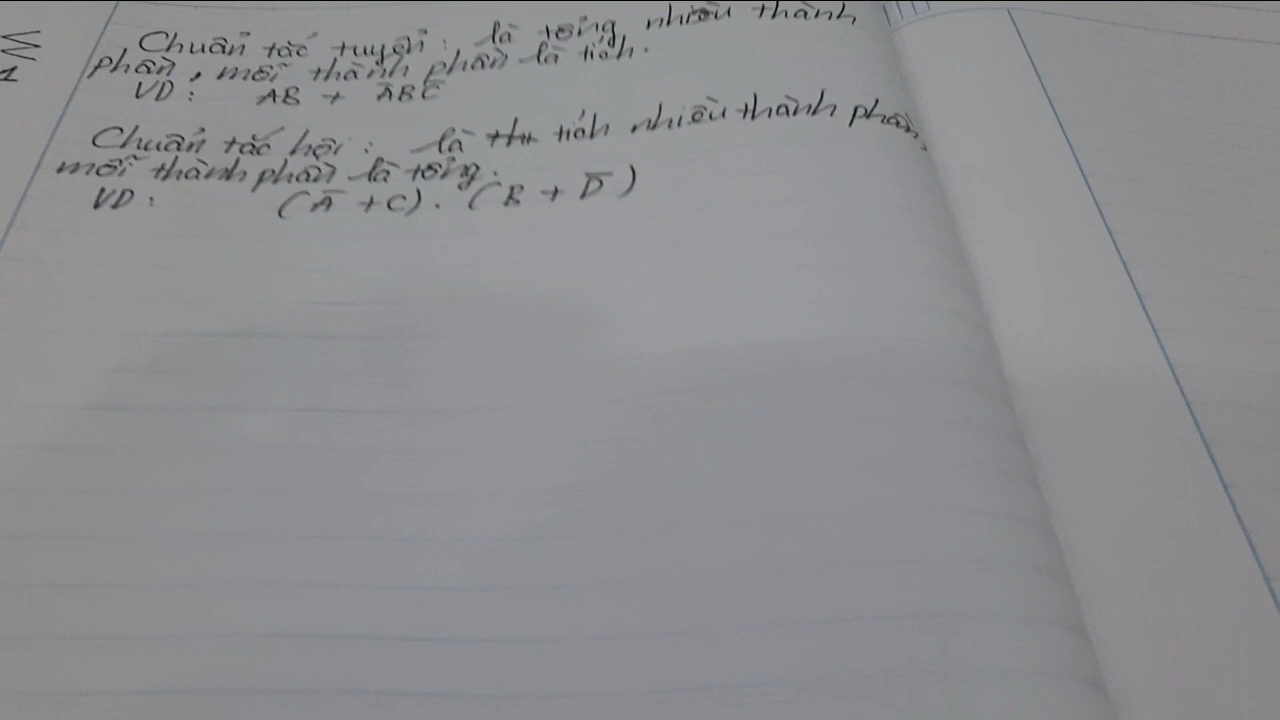 Chuẩn tắc tuyển : là tổng nhiều thành
phần, mỗi thành phần là tích.
VD : AB + A̅BC̅
Chuẩn tắc hội : là tích nhiều thành phần,
mỗi thành phần là tổng.
VD : (A̅ + C) . (B + D̅)